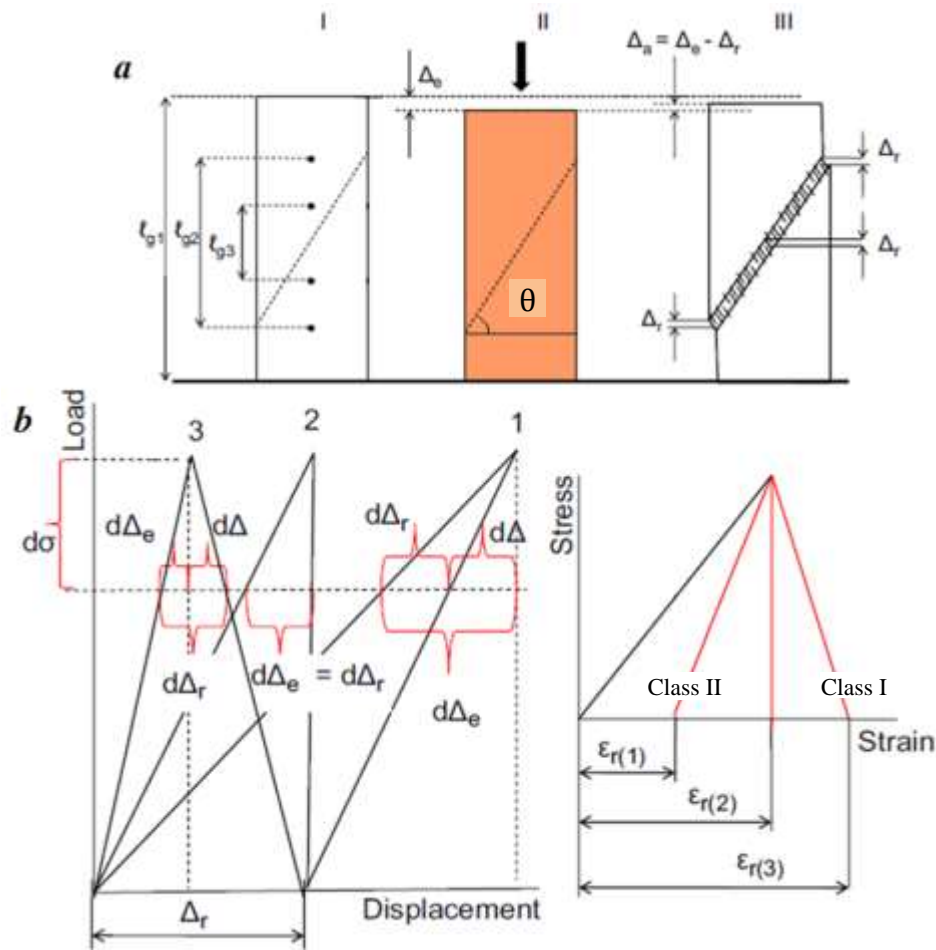 I
II
III
a
Δₑ
Δₐ = Δₑ - Δᵣ
ℓg1
ℓg2
ℓg3
θ
Δᵣ
Δᵣ
Δᵣ
b
Load
3
2
1
dσ
dΔₑ
dΔ
dΔᵣ
dΔ
dΔᵣ
dΔₑ = dΔᵣ
dΔₑ
Δᵣ
Displacement
Stress
Class II
Class I
Strain
εr(1)
εr(2)
εr(3)